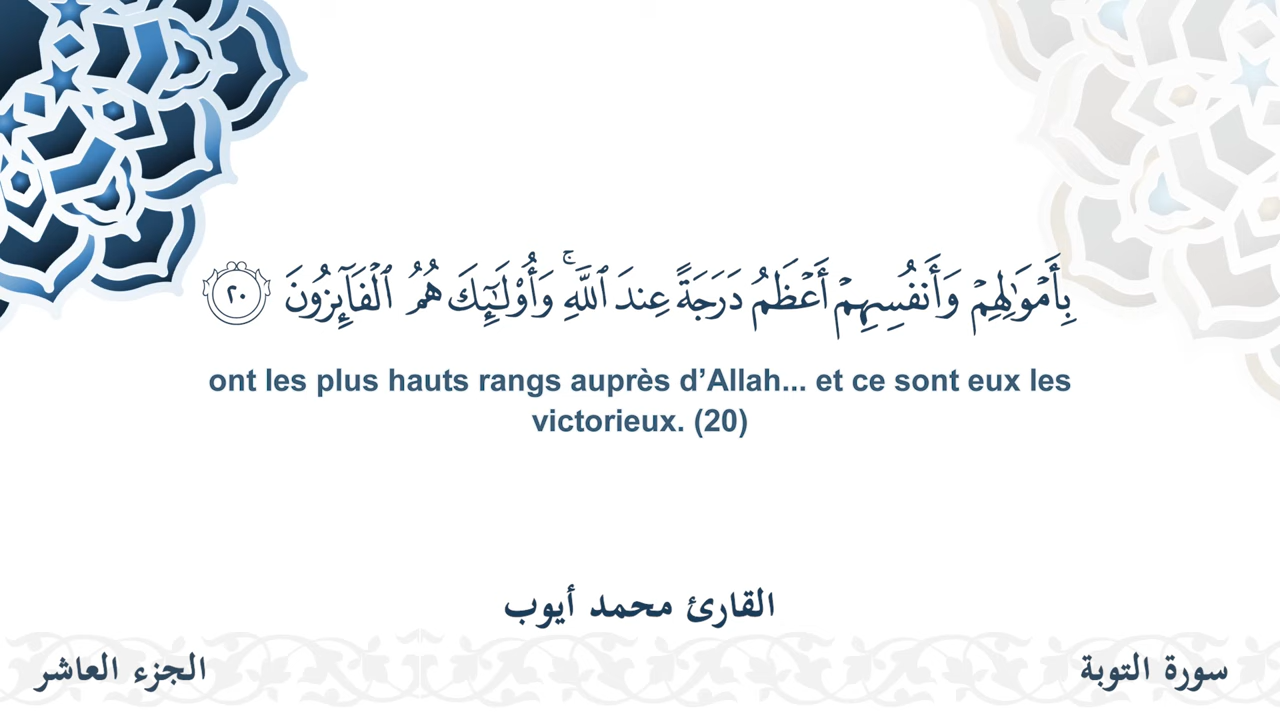 بِأَمۡوَٰلِهِمۡ وَأَنفُسِهِمۡ أَعۡظَمُ دَرَجَةً عِندَ ٱللَّهِۚ وَأُوْلَٰٓئِكَ هُمُ ٱلۡفَآئِزُونَ ٢٠
ont les plus hauts rangs auprès d’Allah... et ce sont eux les
victorieux. (20)
القارئ محمد أيوب
سورة التوبة
الجزء العاشر